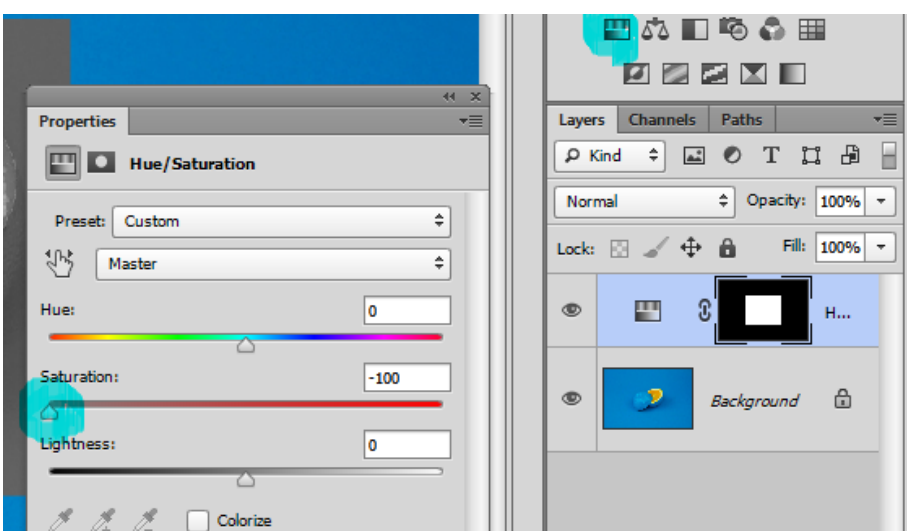 Properties
Hue/Saturation
Preset: Custom
Master
Hue: 0
Saturation: -100
Lightness: 0
Colorize
Layers Channels Paths
Kind
Normal Opacity: 100%
Lock: Fill: 100%
H...
Background